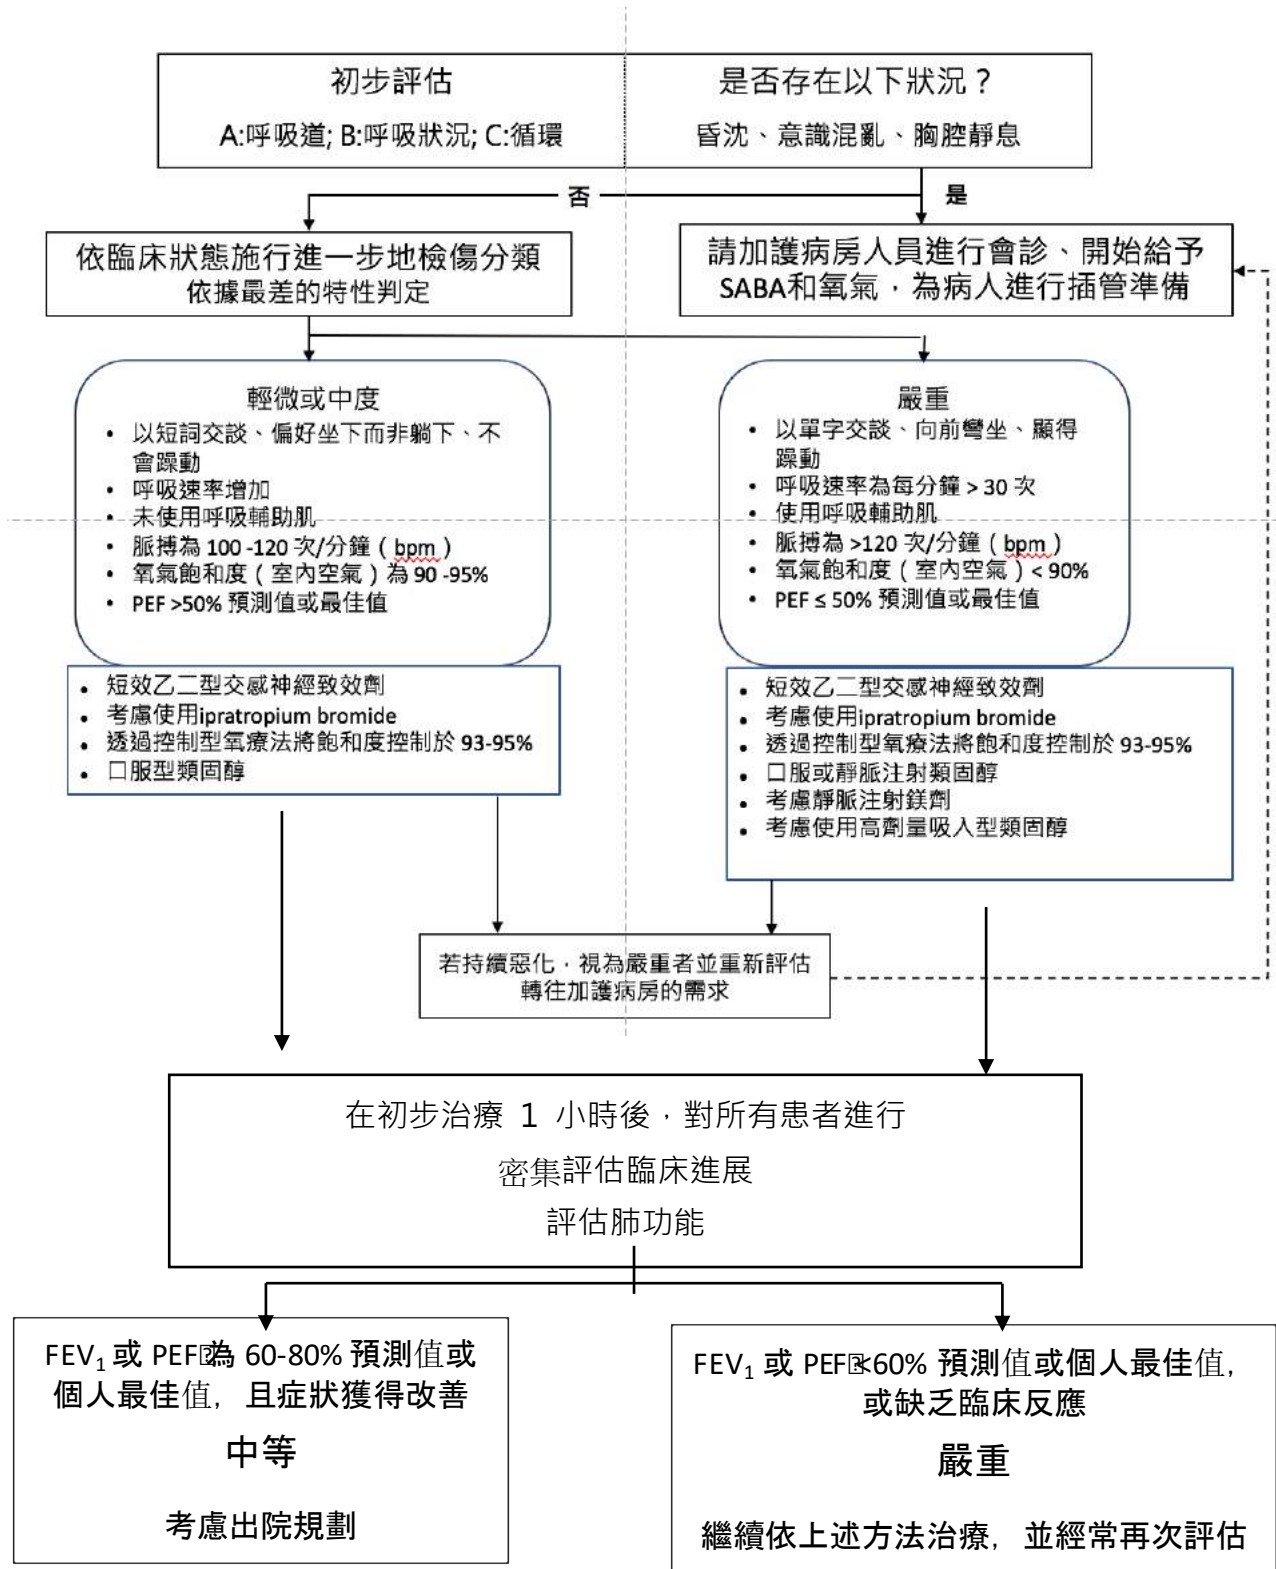 初步評估
A:呼吸道; B:呼吸狀況; C:循環
是否存在以下狀況？
昏沈、意識混亂、胸腔靜息
否
是
依臨床狀態施行進一步地檢傷分類
依據最差的特性判定
請加護病房人員進行會診、開始給予
SABA和氧氣，為病人進行插管準備
輕微或中度
• 以短詞交談、偏好坐下而非躺下、不
會躁動
• 呼吸速率增加
• 未使用呼吸輔助肌
• 脈搏為 100 -120 次/分鐘（bpm）
• 氧氣飽和度（室內空氣）為 90 -95%
• PEF >50% 預測值或最佳值
嚴重
• 以單字交談、向前彎坐、顯得
躁動
• 呼吸速率為每分鐘 > 30 次
• 使用呼吸輔助肌
• 脈搏為 >120 次/分鐘（bpm）
• 氧氣飽和度（室內空氣）< 90%
• PEF ≤ 50% 預測值或最佳值
• 短效乙二型交感神經致效劑
• 考慮使用ipratropium bromide
• 透過控制型氧療法將飽和度控制於 93-95%
• 口服型類固醇
• 短效乙二型交感神經致效劑
• 考慮使用ipratropium bromide
• 透過控制型氧療法將飽和度控制於 93-95%
• 口服或靜脈注射類固醇
• 考慮靜脈注射鎂劑
• 考慮使用高劑量吸入型類固醇
若持續惡化，視為嚴重者並重新評估
轉往加護病房的需求
在初步治療 1 小時後，對所有患者進行
密集評估臨床進展
評估肺功能
FEV₁ 或 PEF為 60-80% 預測值或
個人最佳值，且症狀獲得改善
中等
考慮出院規劃
FEV₁ 或 PEF<60% 預測值或個人最佳值，
或缺乏臨床反應
嚴重
繼續依上述方法治療，並經常再次評估